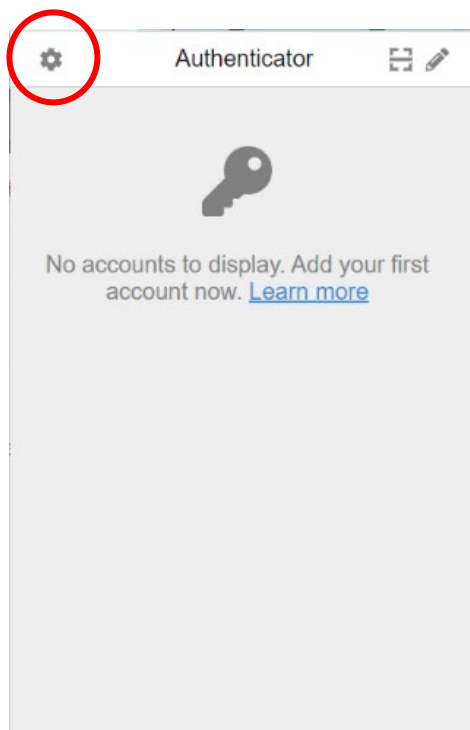 Authenticator
No accounts to display. Add your first
account now. Learn more